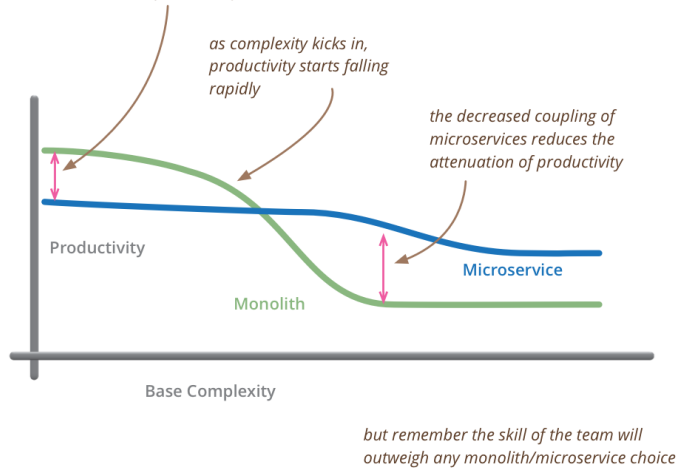 as complexity kicks in,
productivity starts falling
rapidly
the decreased coupling of
microservices reduces the
attenuation of productivity
Productivity
Microservice
Monolith
Base Complexity
but remember the skill of the team will
outweigh any monolith/microservice choice